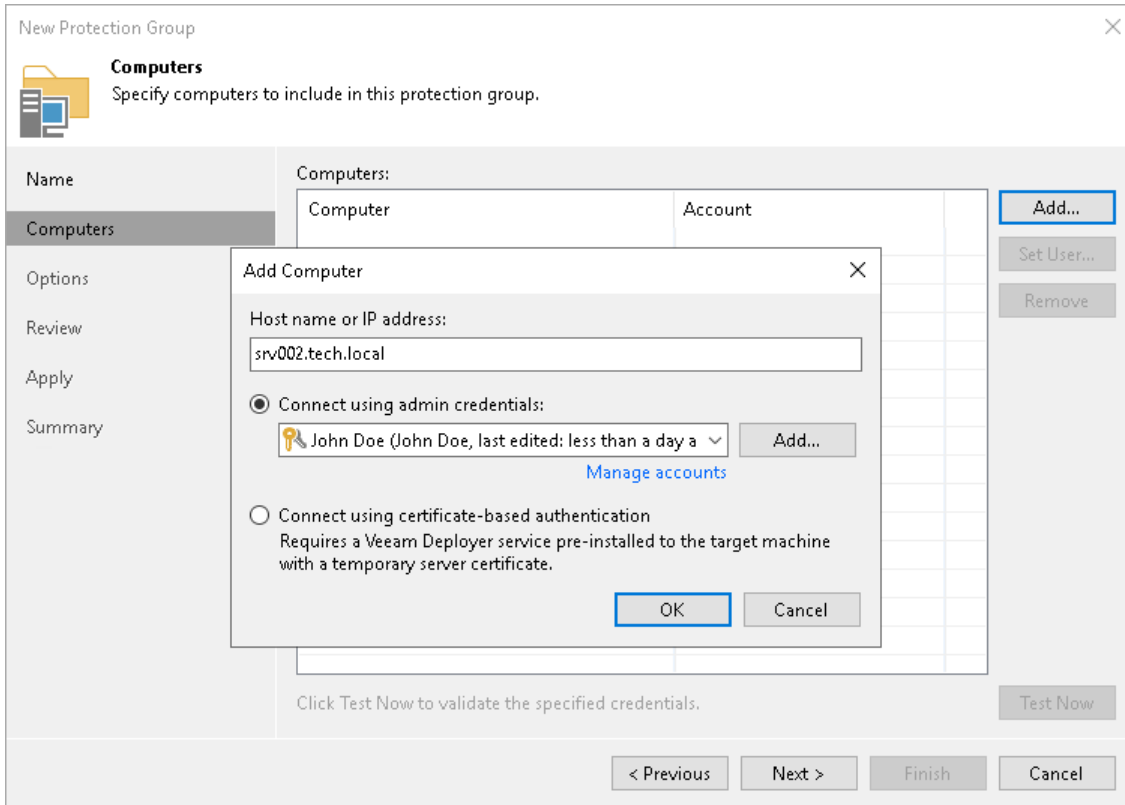 New Protection Group
Computers
Specify computers to include in this protection group.
Name
Computers
Options
Review
Apply
Summary
Computers:
Computer Account
Add...
Set User...
Remove
Add Computer
Host name or IP address:
srv002.tech.local
Connect using admin credentials:
John Doe (John Doe, last edited: less than a day a
Add...
Manage accounts
Connect using certificate-based authentication
Requires a Veeam Deployer service pre-installed to the target machine
with a temporary server certificate.
OK Cancel
Click Test Now to validate the specified credentials.
Test Now
< Previous Next > Finish Cancel